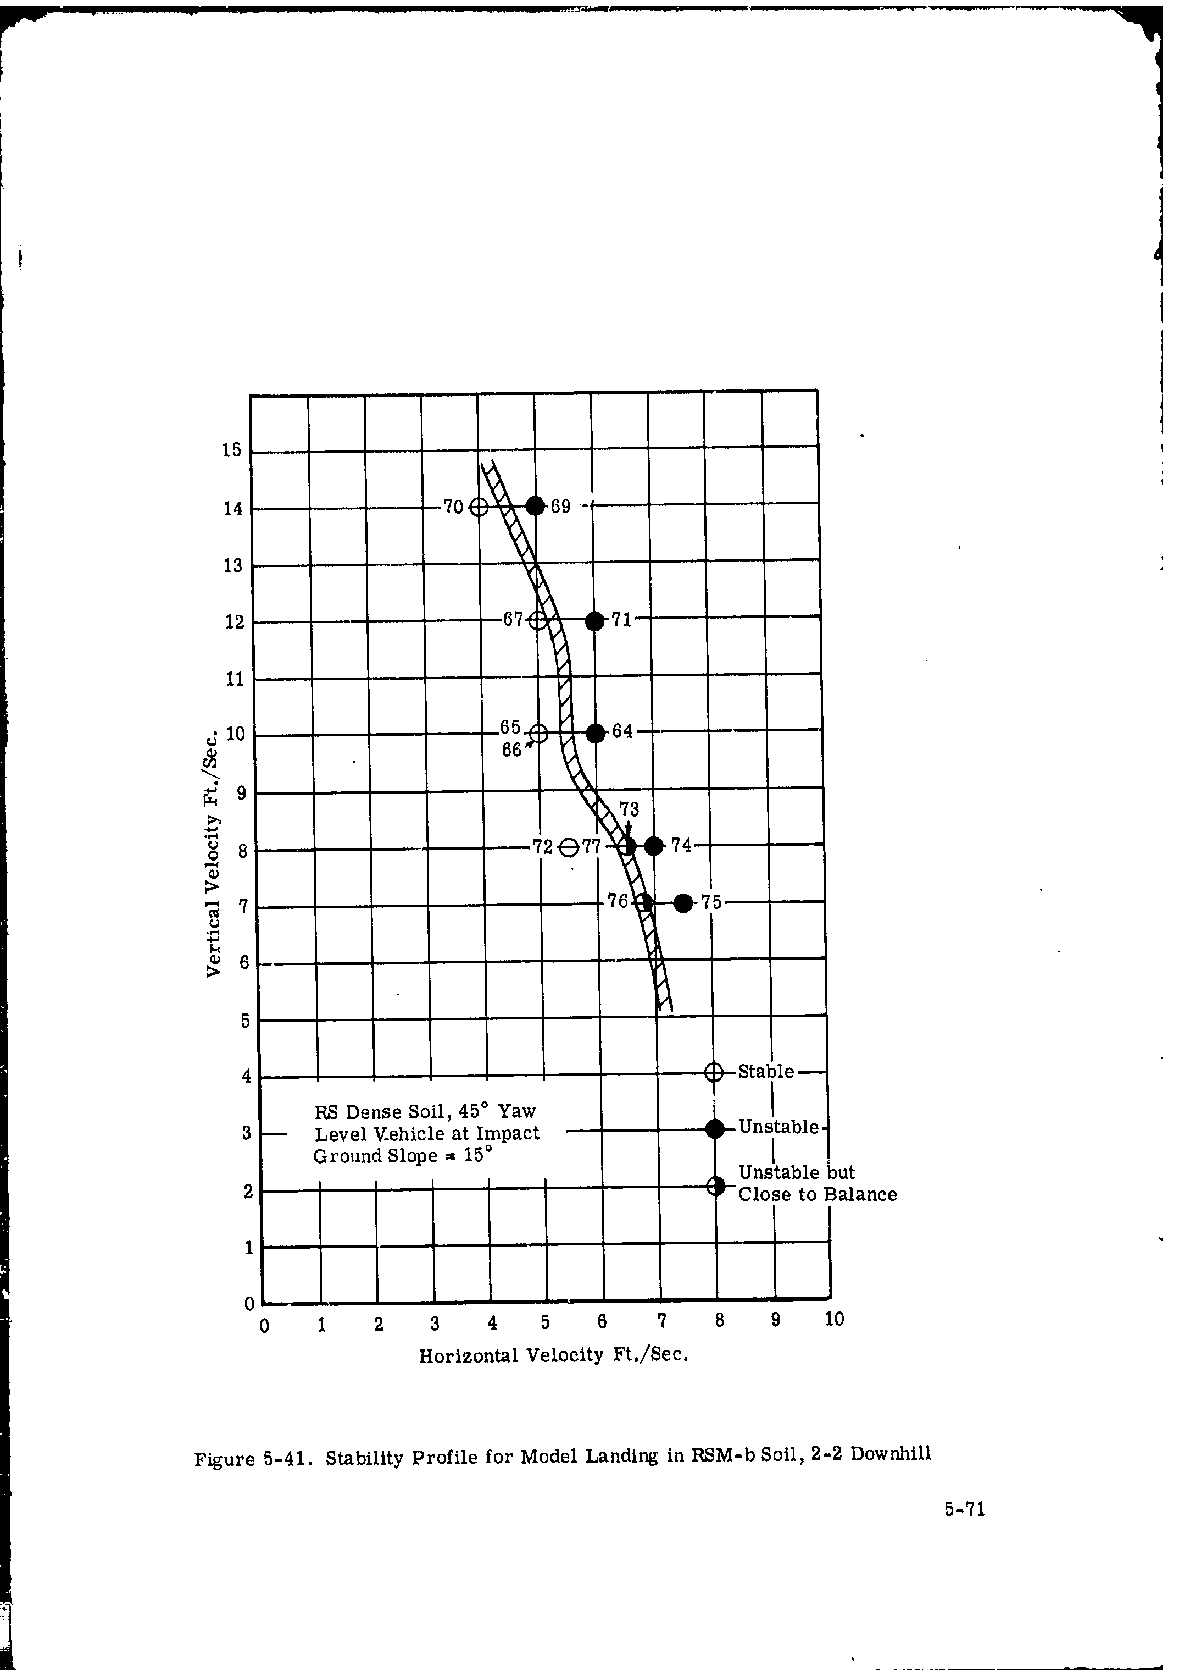 15
14
70
69
13
12
67
71
11
10
65
66
64
9
73
8
72
77
74
7
76
75
6
5
4
Stable
RS Dense Soil, 45° Yaw
3
Level Vehicle at Impact
Unstable
Ground Slope = 15°
2
Unstable but
Close to Balance
1
0
0 1 2 3 4 5 6 7 8 9 10
Vertical Velocity Ft./Sec.
Horizontal Velocity Ft./Sec.
Figure 5-41. Stability Profile for Model Landing in RSM-b Soil, 2-2 Downhill
5-71